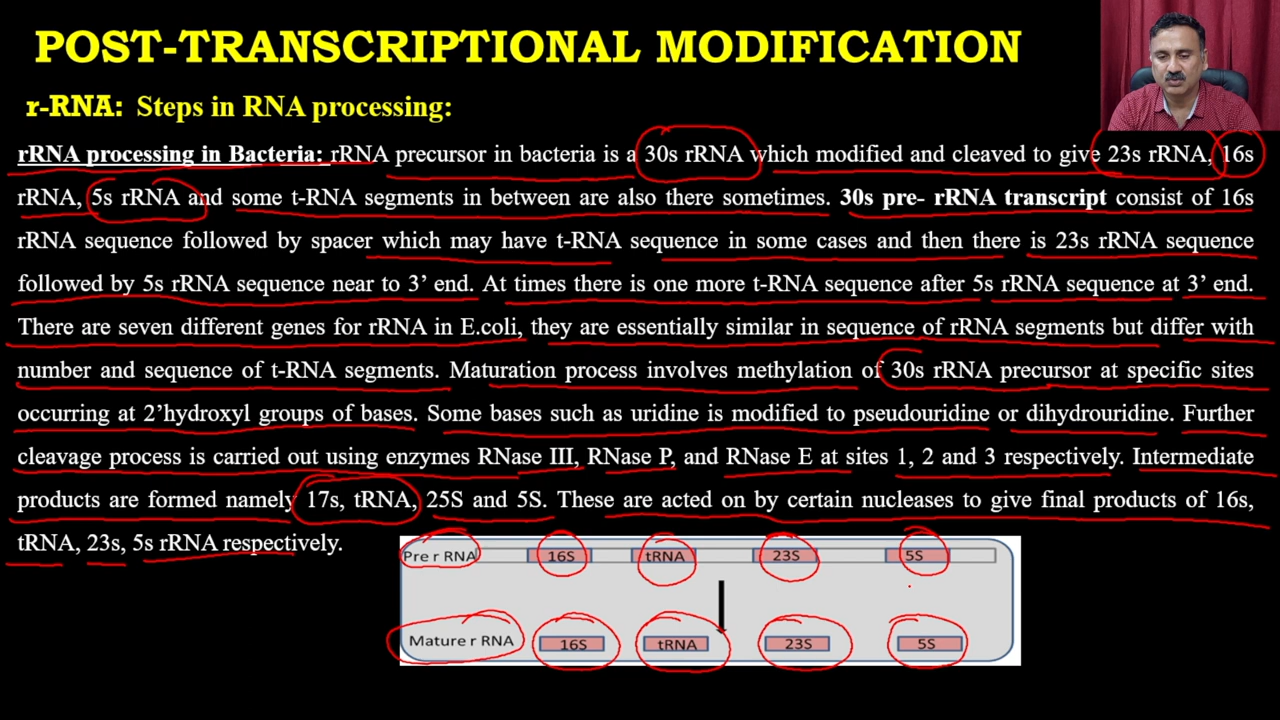 POST-TRANSCRIPTIONAL MODIFICATION
r-RNA: Steps in RNA processing:
rRNA processing in Bacteria: rRNA precursor in bacteria is a 30s rRNA which modified and cleaved to give 23s rRNA, 16s
rRNA, 5s rRNA and some t-RNA segments in between are also there sometimes. 30s pre- rRNA transcript consist of 16s
rRNA sequence followed by spacer which may have t-RNA sequence in some cases and then there is 23s rRNA sequence
followed by 5s rRNA sequence near to 3’ end. At times there is one more t-RNA sequence after 5s rRNA sequence at 3’ end.
There are seven different genes for rRNA in E.coli, they are essentially similar in sequence of rRNA segments but differ with
number and sequence of t-RNA segments. Maturation process involves methylation of 30s rRNA precursor at specific sites
occurring at 2’hydroxyl groups of bases. Some bases such as uridine is modified to pseudouridine or dihydrouridine. Further
cleavage process is carried out using enzymes RNase III, RNase P, and RNase E at sites 1, 2 and 3 respectively. Intermediate
products are formed namely 17s, tRNA, 25S and 5S. These are acted on by certain nucleases to give final products of 16s,
tRNA, 23s, 5s rRNA respectively.
Pre r RNA 16S tRNA 23S 5S
Mature r RNA 16S tRNA 23S 5S